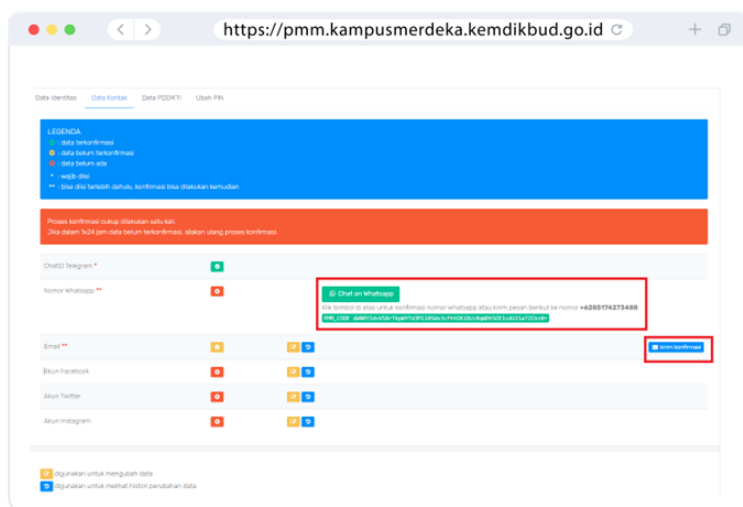 https://pmm.kampusmerdeka.kemdikbud.go.id
Data Identitas Data Kontak Data PDDIKTI Ubah PIN
LEGENDA
: data terkonfirmasi
: data belum terkonfirmasi
: data belum ada
* : wajib diisi
** : bisa diisi terlebih dahulu, konfirmasi bisa dilakukan kemudian
Proses konfirmasi cukup dilakukan satu kali.
Jika dalam 1x24 jam data belum terkonfirmasi, silakan ulang proses konfirmasi.
ChatID Telegram *
Nomor Whatsapp **
Chat on Whatsapp
Klik tombol di atas untuk konfirmasi nomor whatsapp atau kirim pesan berikut ke nomor +6280174273488
Email **
Kirim konfirmasi
Akun Facebook
Akun Twitter
Akun Instagram
digunakan untuk mengubah data
digunakan untuk melihat histori perubahan data